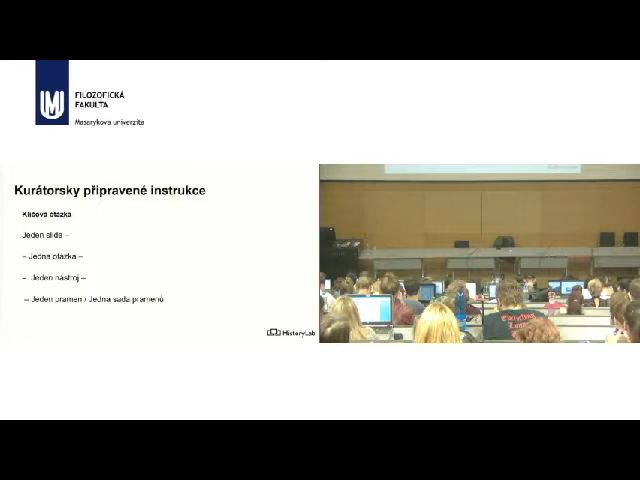 FILOZOFICKÁ
FAKULTA
Masarykova univerzita
Kurátorsky připravené instrukce
Klíčová otázka
Jeden slide –
– Jedna otázka –
– Jeden nástroj –
– Jeden pramen / Jedna sada pramenů
HistoryLab